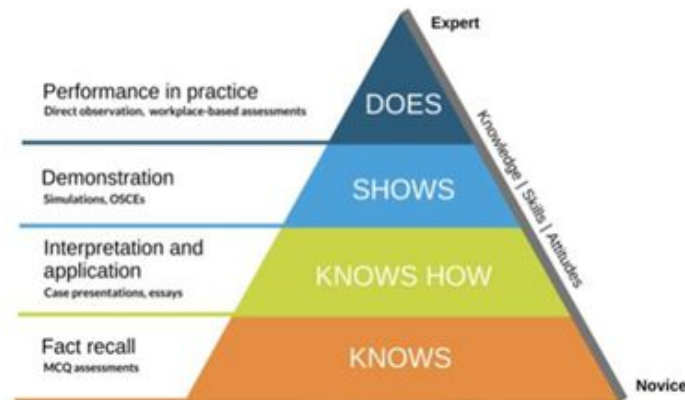 Expert
Performance in practice
Direct observation, workplace-based assessments
DOES
Knowledge | Skills | Attitudes
Demonstration
Simulations, OSCEs
SHOWS
Interpretation and
application
Case presentations, essays
KNOWS HOW
Fact recall
MCQ assessments
KNOWS
Novice